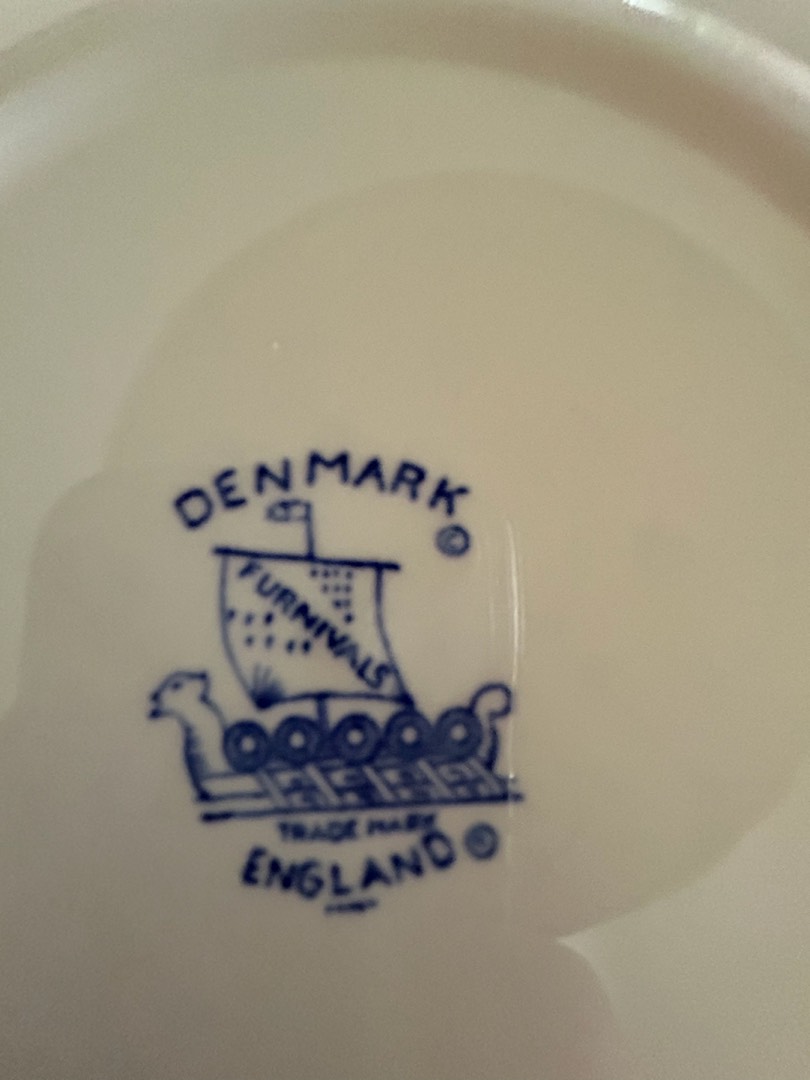 DENMARK
©
FURNIVALS
TRADE MARK
ENGLAND ©